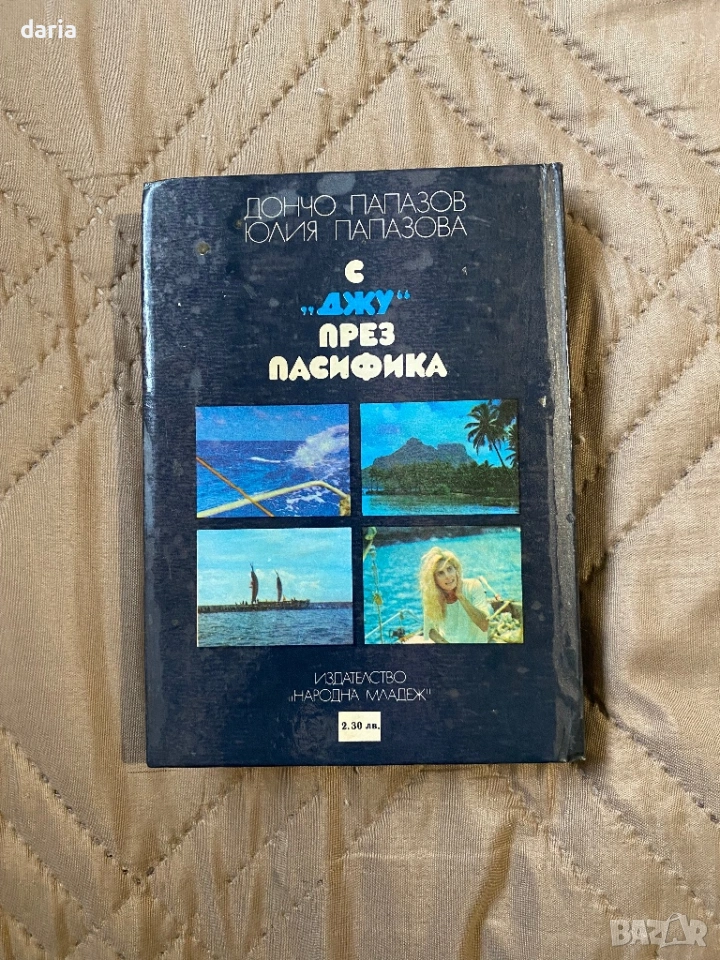 daria
ДОНЧО ПАПАЗОВ
ЮЛИЯ ПАПАЗОВА
С
„ДЖУ“
ПРЕЗ
ПАСИФИКА
ИЗДАТЕЛСТВО
„НАРОДНА МЛАДЕЖ"
2.30 лв.
BAZAR